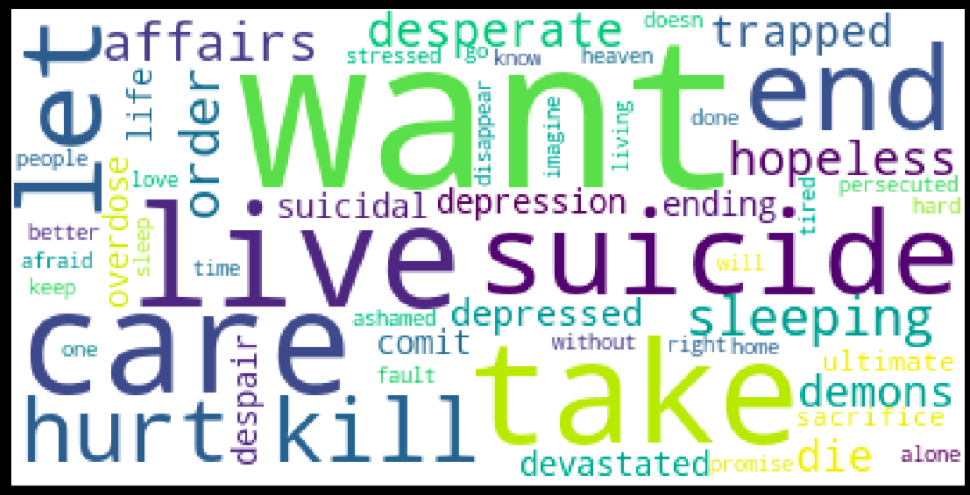 let
affairs
desperate
doesn
trapped
stressed
go
know
heaven
want
end
life
order
disappear
imagine
living
done
people
hopeless
love
overdose
persecuted
tired
hard
suicidal
depression
ending
better
live
suicide
sleep
afraid
time
will
keep
care
ashamed
depressed
sleeping
one
comit
without
right
home
despair
fault
take
ultimate
demons
hurt
kill
sacrifice
devastated
promise
die
alone